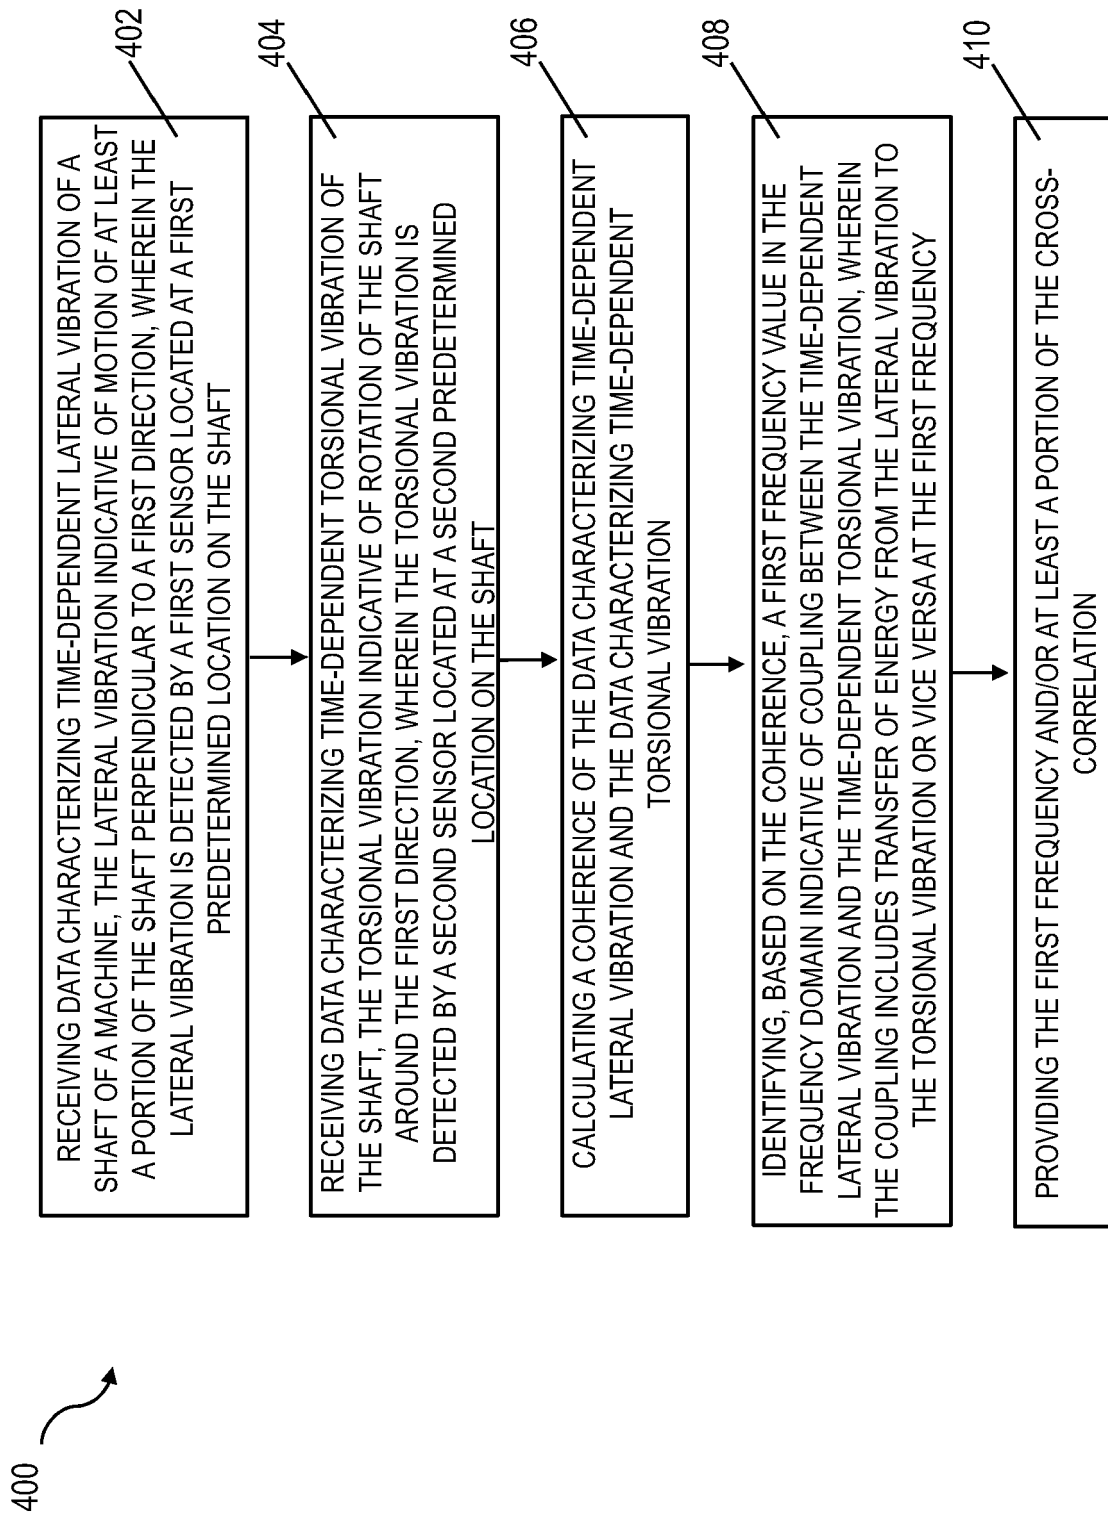 400
402
RECEIVING DATA CHARACTERIZING TIME-DEPENDENT LATERAL VIBRATION OF A
SHAFT OF A MACHINE, THE LATERAL VIBRATION INDICATIVE OF MOTION OF AT LEAST
A PORTION OF THE SHAFT PERPENDICULAR TO A FIRST DIRECTION, WHEREIN THE
LATERAL VIBRATION IS DETECTED BY A FIRST SENSOR LOCATED AT A FIRST
PREDETERMINED LOCATION ON THE SHAFT
404
RECEIVING DATA CHARACTERIZING TIME-DEPENDENT TORSIONAL VIBRATION OF
THE SHAFT, THE TORSIONAL VIBRATION INDICATIVE OF ROTATION OF THE SHAFT
AROUND THE FIRST DIRECTION, WHEREIN THE TORSIONAL VIBRATION IS
DETECTED BY A SECOND SENSOR LOCATED AT A SECOND PREDETERMINED
LOCATION ON THE SHAFT
406
CALCULATING A COHERENCE OF THE DATA CHARACTERIZING TIME-DEPENDENT
LATERAL VIBRATION AND THE DATA CHARACTERIZING TIME-DEPENDENT
TORSIONAL VIBRATION
408
IDENTIFYING, BASED ON THE COHERENCE, A FIRST FREQUENCY VALUE IN THE
FREQUENCY DOMAIN INDICATIVE OF COUPLING BETWEEN THE TIME-DEPENDENT
LATERAL VIBRATION AND THE TIME-DEPENDENT TORSIONAL VIBRATION, WHEREIN
THE COUPLING INCLUDES TRANSFER OF ENERGY FROM THE LATERAL VIBRATION TO
THE TORSIONAL VIBRATION OR VICE VERSA AT THE FIRST FREQUENCY
410
PROVIDING THE FIRST FREQUENCY AND/OR AT LEAST A PORTION OF THE CROSS-
CORRELATION